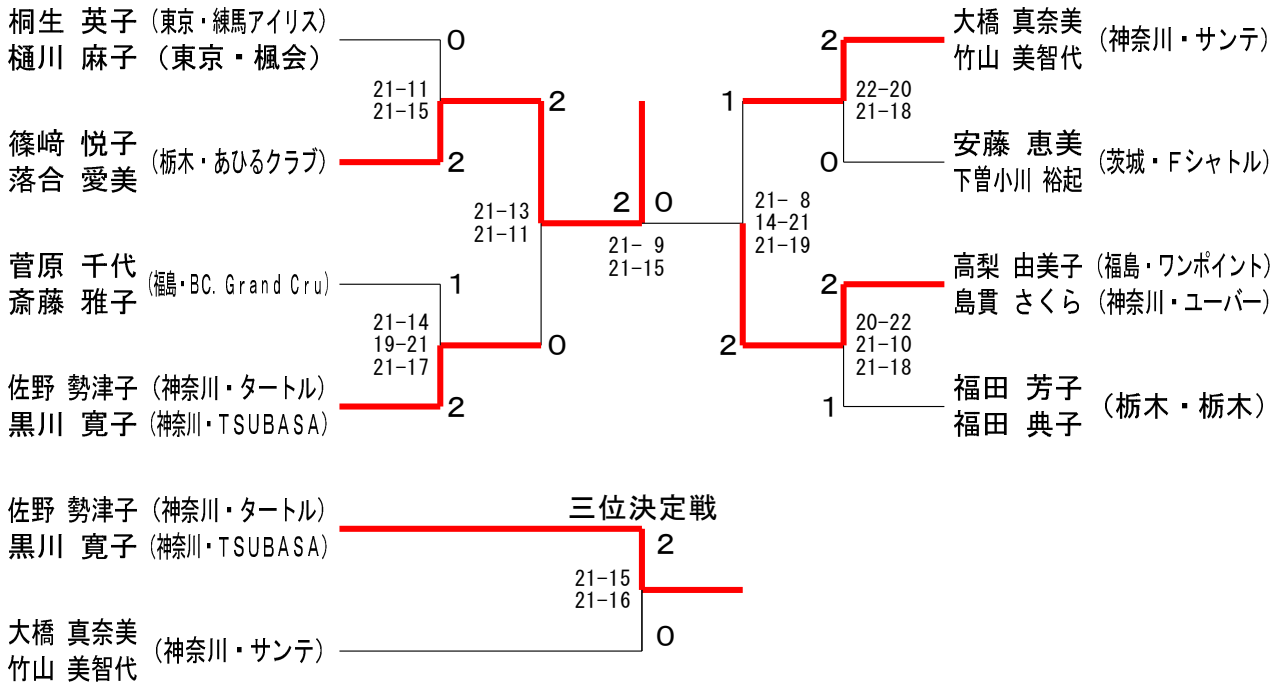 桐生 英子 (東京・練馬アイリス)
樋川 麻子 (東京・楓会)
0
21-11
21-15
2
篠﨑 悦子
落合 愛美
(栃木・あひるクラブ)
2
21-13
21-11
菅原 千代
斎藤 雅子
(福島・BC. Grand Cru)
1
21-14
19-21
21-17
0
佐野 勢津子 (神奈川・タートル)
黒川 寛子 (神奈川・TSUBASA)
2
2 0
21- 9
21-15
大橋 真奈美
竹山 美智代
(神奈川・サンテ)
2
22-20
21-18
1
安藤 恵美
下曽小川 裕起
(茨城・Fシャトル)
0
21- 8
14-21
21-19
高梨 由美子 (福島・ワンポイント)
島貫 さくら (神奈川・ユーバー)
2
20-22
21-10
21-18
2
福田 芳子
福田 典子
(栃木・栃木)
1
佐野 勢津子 (神奈川・タートル)
黒川 寛子 (神奈川・TSUBASA)
三位決定戦
2
21-15
21-16
0
大橋 真奈美
竹山 美智代
(神奈川・サンテ)